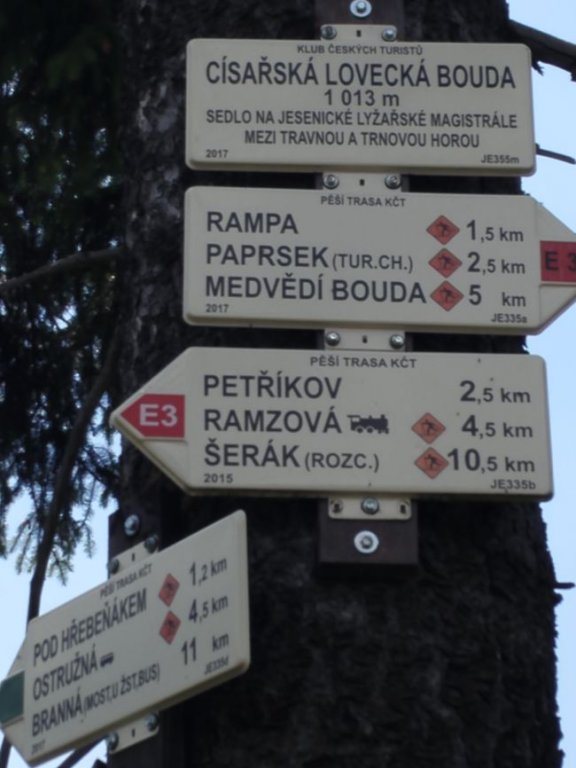 KLUB ČESKÝCH TURISTŮ
CÍSAŘSKÁ LOVECKÁ BOUDA
1 013 m
SEDLO NA JESENICKÉ LYŽAŘSKÉ MAGISTRÁLE
MEZI TRAVNOU A TRNOVOU HOROU
2017 JE355m
PĚŠÍ TRASA KČT
RAMPA 1,5 km
PAPRSEK (TUR.CH.) 2,5 km E3
MEDVĚDÍ BOUDA 5 km
2017 JE335a
PĚŠÍ TRASA KČT
PETŘÍKOV 2,5 km
E3 RAMZOVÁ 4,5 km
ŠERÁK (ROZC.) 10,5 km
2015 JE335b
PĚŠÍ TRASA KČT
POD HŘEBEŇÁKEM 1,2 km
OSTRUŽNÁ 4,5 km
BRANNÁ (MOST,U ŽST,BUS) 11 km
2017 JE335d